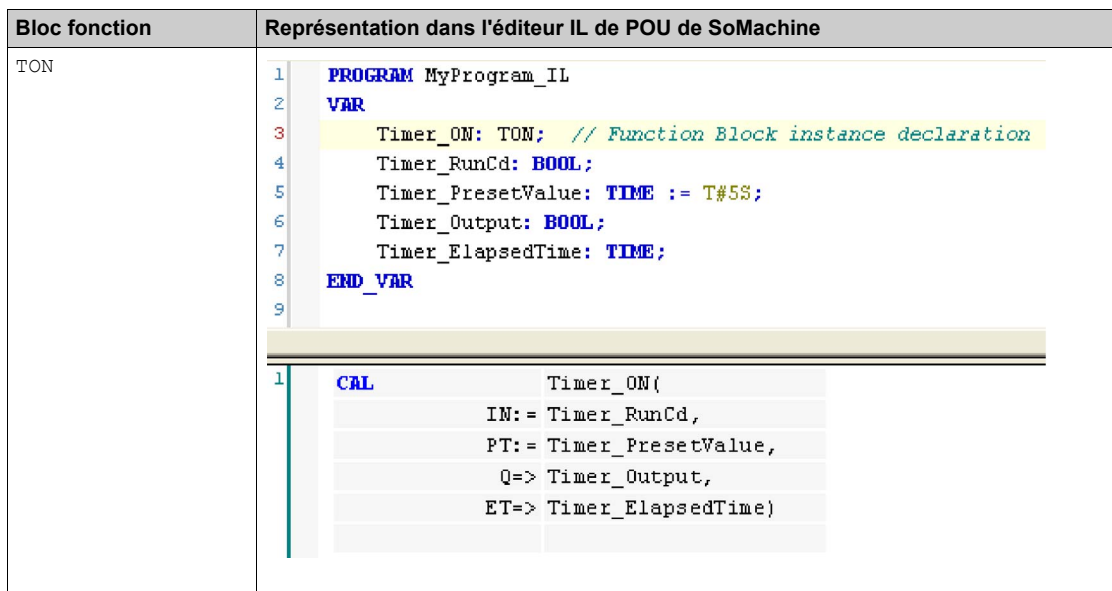 Bloc fonction Représentation dans l'éditeur IL de POU de SoMachine
TON
1 PROGRAM MyProgram_IL
2 VAR
3 Timer_ON: TON; // Function Block instance declaration
4 Timer_RunCd: BOOL;
5 Timer_PresetValue: TIME := T#5S;
6 Timer_Output: BOOL;
7 Timer_ElapsedTime: TIME;
8 END_VAR
9
1 CAL Timer_ON(
IN:= Timer_RunCd,
PT:= Timer_PresetValue,
Q=> Timer_Output,
ET=> Timer_ElapsedTime)